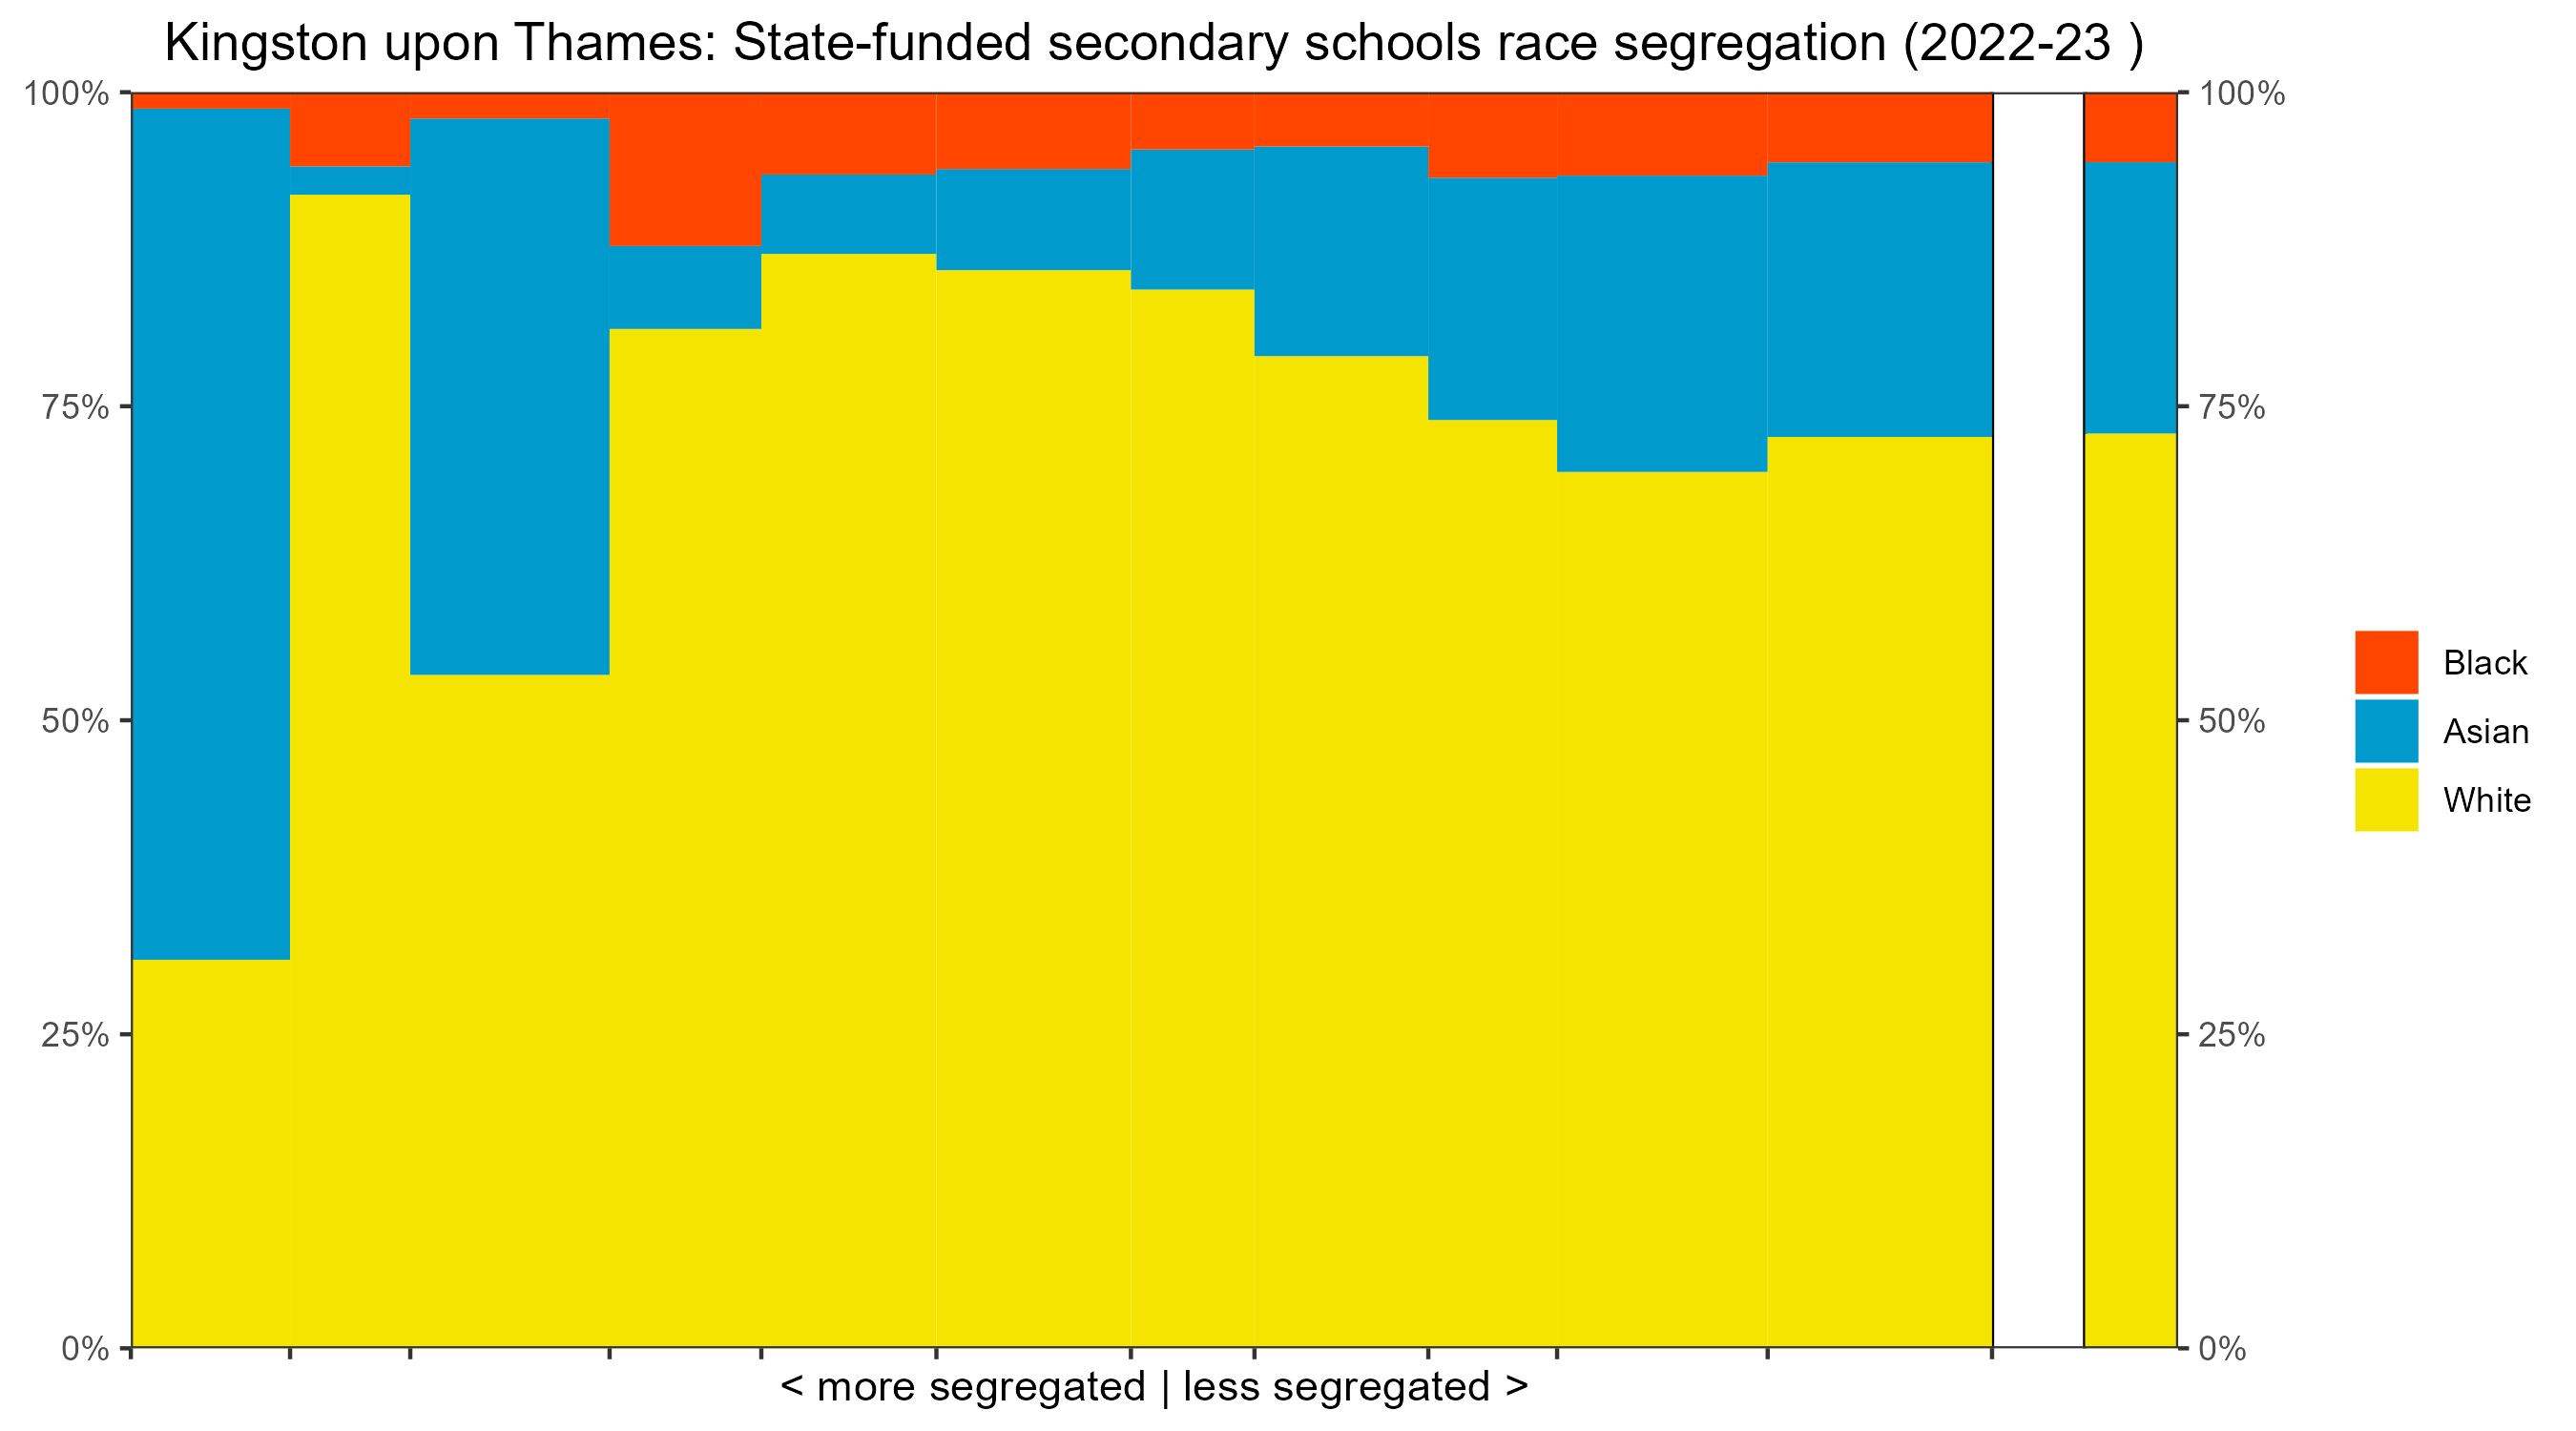 Kingston upon Thames: State-funded secondary schools race segregation (2022-23 )
100%
75%
50%
25%
0%
100%
75%
50%
25%
0%
Black
Asian
White
< more segregated | less segregated >